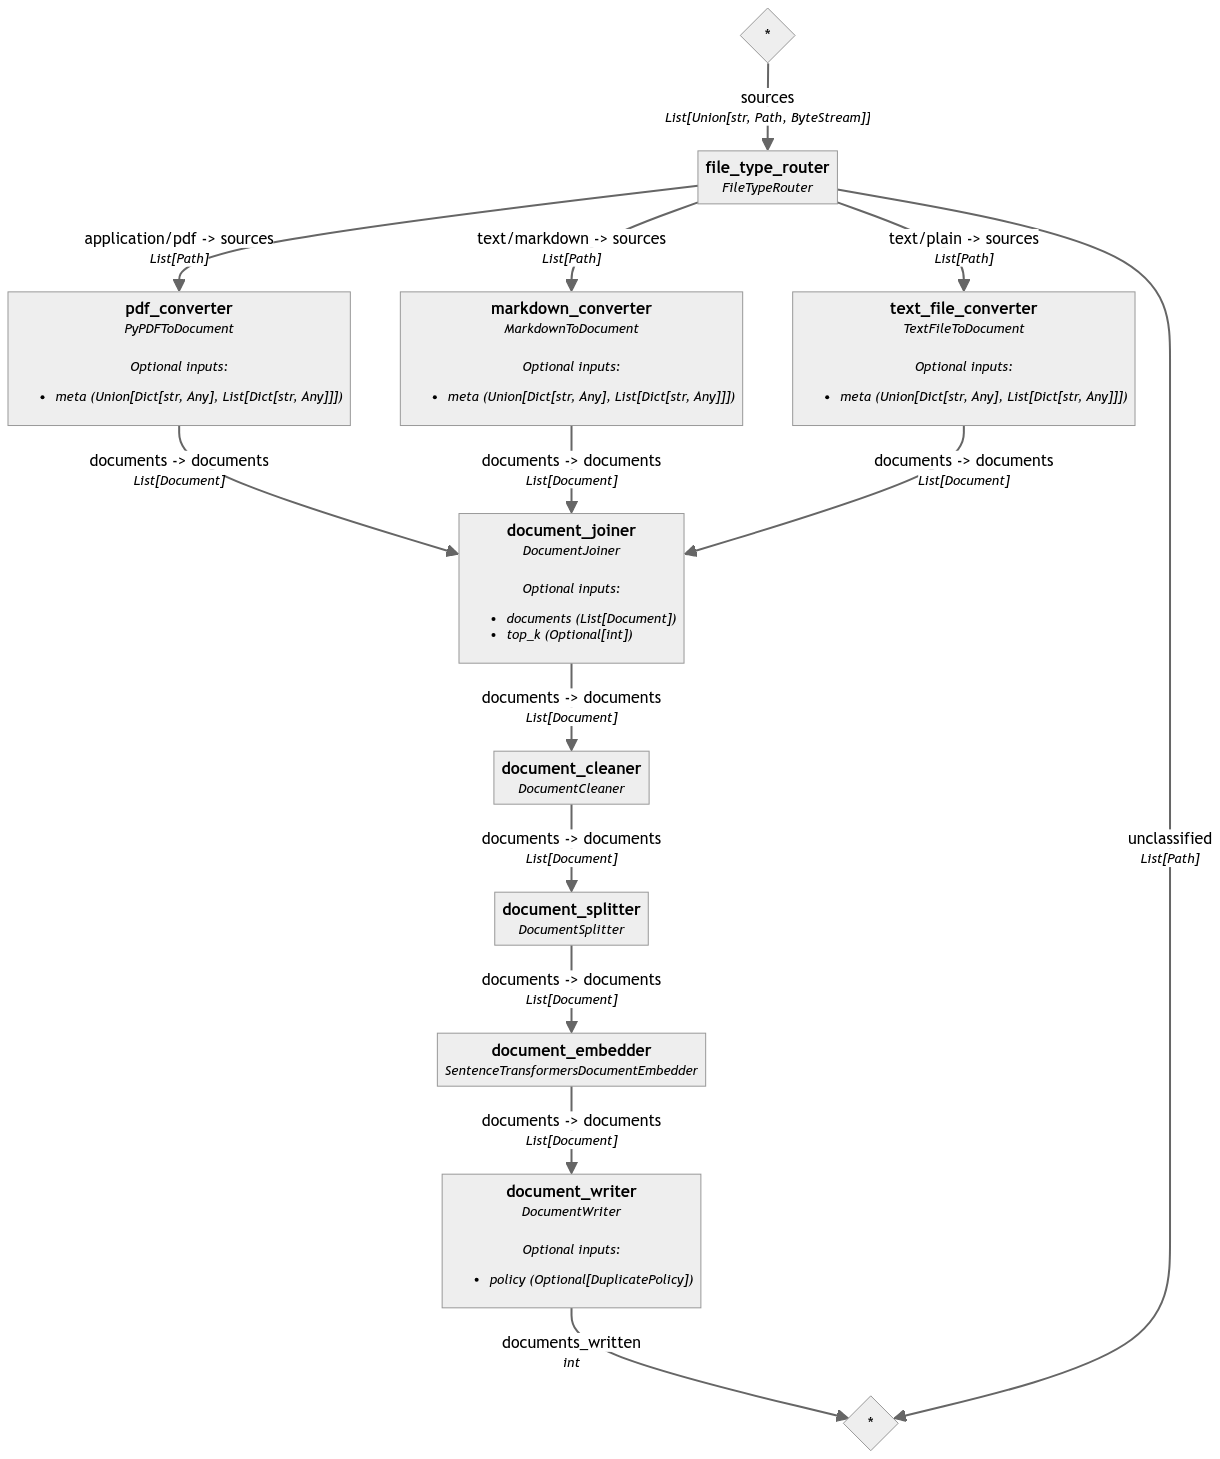 *
sources
List[Union[str, Path, ByteStream]]
file_type_router
FileTypeRouter
application/pdf -> sources
List[Path]
text/markdown -> sources
List[Path]
text/plain -> sources
List[Path]
pdf_converter
PyPDFToDocument
Optional inputs:
• meta (Union[Dict[str, Any], List[Dict[str, Any]]])
markdown_converter
MarkdownToDocument
Optional inputs:
• meta (Union[Dict[str, Any], List[Dict[str, Any]]])
text_file_converter
TextFileToDocument
Optional inputs:
• meta (Union[Dict[str, Any], List[Dict[str, Any]]])
documents -> documents
List[Document]
documents -> documents
List[Document]
documents -> documents
List[Document]
document_joiner
DocumentJoiner
Optional inputs:
• documents (List[Document])
• top_k (Optional[int])
documents -> documents
List[Document]
document_cleaner
DocumentCleaner
documents -> documents
List[Document]
unclassified
List[Path]
document_splitter
DocumentSplitter
documents -> documents
List[Document]
document_embedder
SentenceTransformersDocumentEmbedder
documents -> documents
List[Document]
document_writer
DocumentWriter
Optional inputs:
• policy (Optional[DuplicatePolicy])
documents_written
int
*